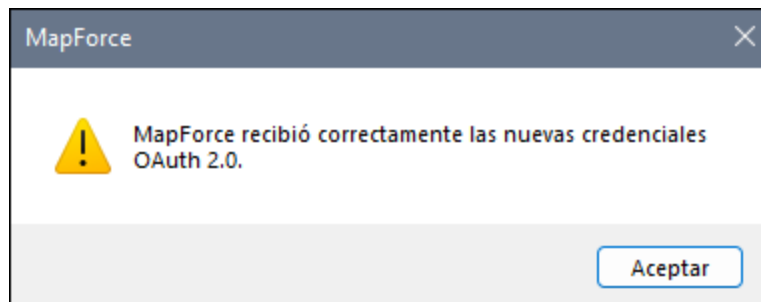 MapForce
MapForce recibió correctamente las nuevas credenciales
OAuth 2.0.
Aceptar